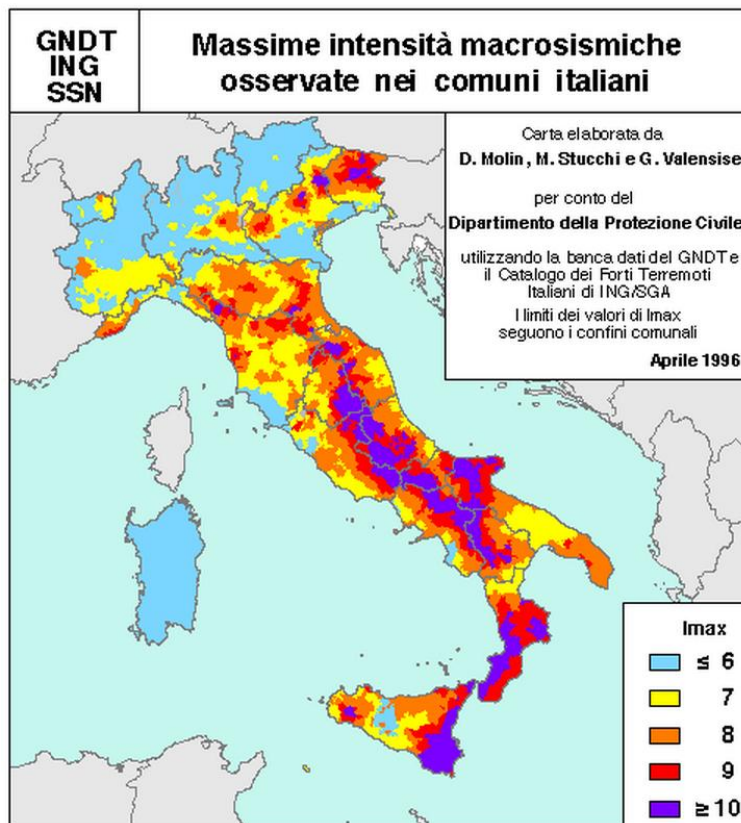 GNDT
ING
SSN
Massime intensità macrosismiche
osservate nei comuni italiani
Carta elaborata da
D. Molin, M. Stucchi e G. Valensise
per conto del
Dipartimento della Protezione Civile
utilizzando la banca dati del GNDT e
il Catalogo dei Forti Terremoti
Italiani di ING/SGA
I limiti dei valori di Imax
seguono i confini comunali
Aprile 1996
Imax
≤ 6
7
8
9
≥ 10